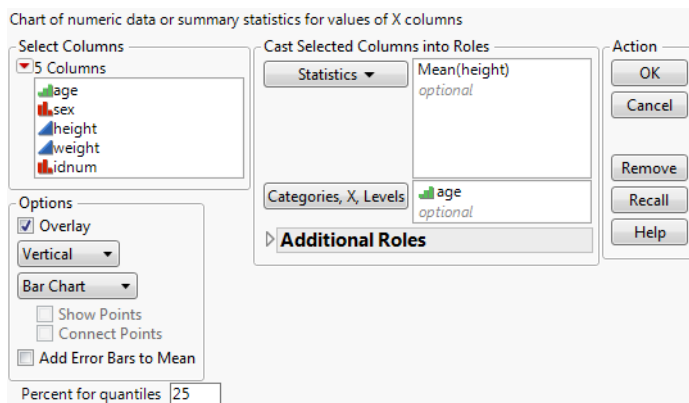 Chart of numeric data or summary statistics for values of X columns
Select Columns
5 Columns
age
sex
height
weight
idnum
Options
Overlay
Vertical
Bar Chart
Show Points
Connect Points
Add Error Bars to Mean
Percent for quantiles 25
Cast Selected Columns into Roles
Statistics
Mean(height)
optional
Categories, X, Levels
age
optional
Additional Roles
Action
OK
Cancel
Remove
Recall
Help